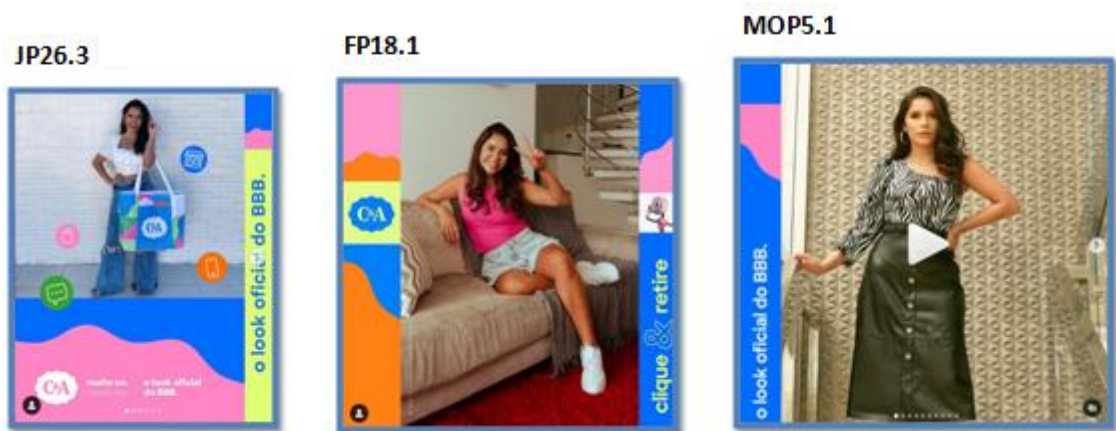 JP26.3
FP18.1
MOP5.1
o look oficial do BBB.
C&A
C&A
o look oficial
do BBB.
C&A
clique & retire
o look oficial do BBB.